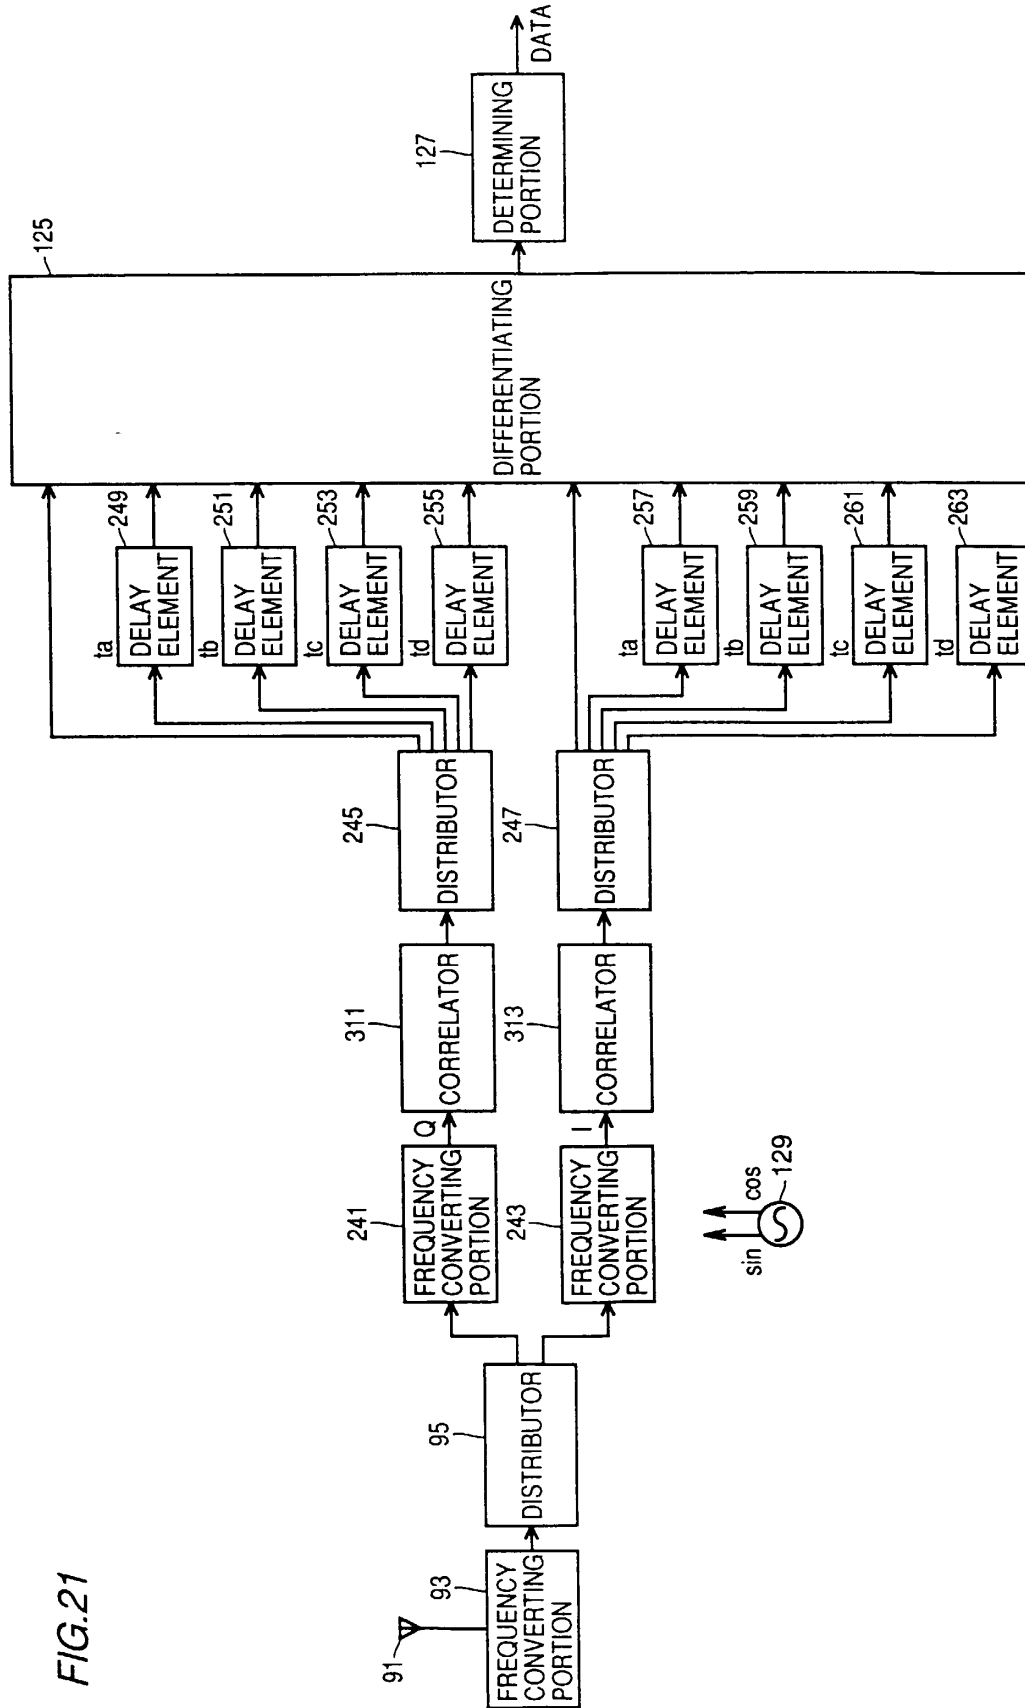 FIG.21
91
93
FREQUENCY
CONVERTING
PORTION
95
DISTRIBUTOR
241
FREQUENCY
CONVERTING
PORTION
Q
243
FREQUENCY
CONVERTING
PORTION
I
sin
cos
129
311
CORRELATOR
313
CORRELATOR
245
DISTRIBUTOR
247
DISTRIBUTOR
ta
249
DELAY
ELEMENT
tb
251
DELAY
ELEMENT
tc
253
DELAY
ELEMENT
td
255
DELAY
ELEMENT
ta
257
DELAY
ELEMENT
tb
259
DELAY
ELEMENT
tc
261
DELAY
ELEMENT
td
263
DELAY
ELEMENT
125
DIFFERENTIATING
PORTION
127
DETERMINING
PORTION
DATA